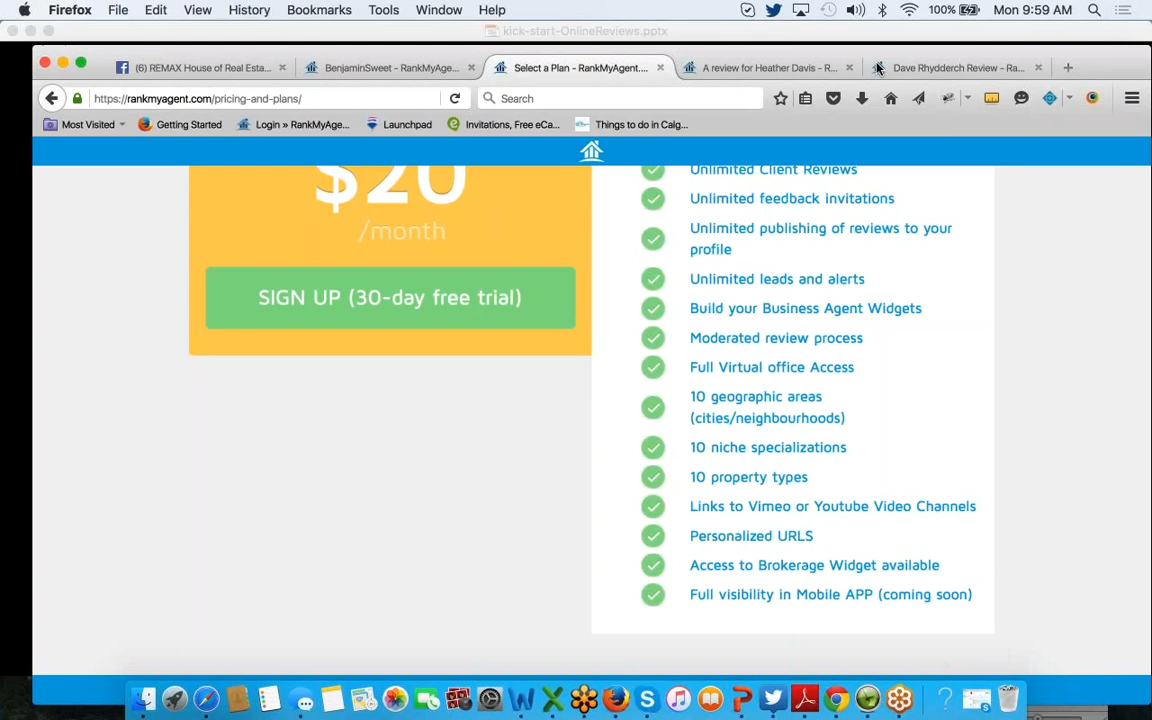 Firefox File Edit View History Bookmarks Tools Window Help 100% Mon 9:59 AM
kick-start-OnlineReviews.pptx
(6) REMAX House of Real Esta... BenjaminSweet - RankMyAge... Select a Plan - RankMyAgent.... A review for Heather Davis - R... Dave Rhydderch Review - Ra...
https://rankmyagent.com/pricing-and-plans/ Search
Most Visited Getting Started Login » RankMyAge... Launchpad Invitations, Free eCa... Things to do in Calg...
$20
/month
SIGN UP (30-day free trial)
Unlimited Client Reviews
Unlimited feedback invitations
Unlimited publishing of reviews to your
profile
Unlimited leads and alerts
Build your Business Agent Widgets
Moderated review process
Full Virtual office Access
10 geographic areas
(cities/neighbourhoods)
10 niche specializations
10 property types
Links to Vimeo or Youtube Video Channels
Personalized URLS
Access to Brokerage Widget available
Full visibility in Mobile APP (coming soon)